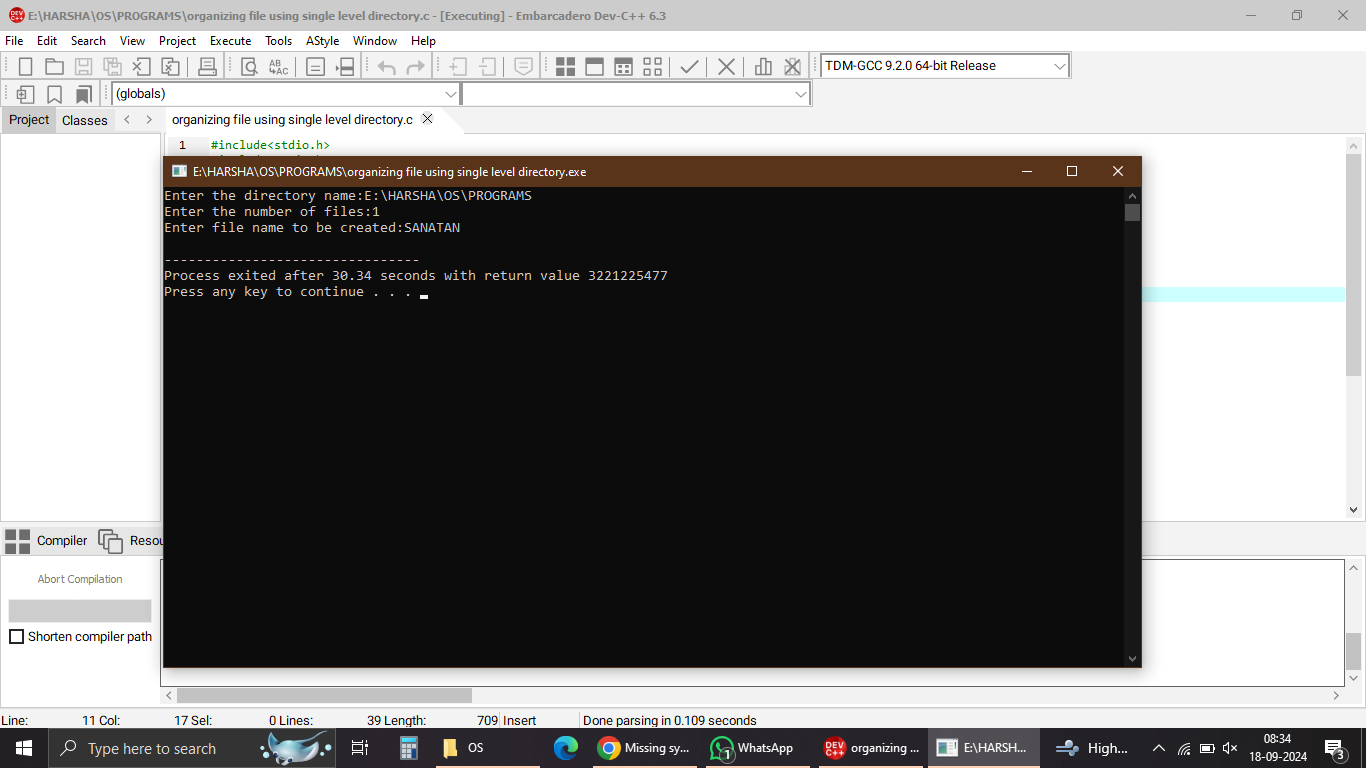 E:\HARSHA\OS\PROGRAMS\organizing file using single level directory.c - [Executing] - Embarcadero Dev-C++ 6.3
File Edit Search View Project Execute Tools AStyle Window Help
TDM-GCC 9.2.0 64-bit Release
(globals)
Project Classes organizing file using single level directory.c
1 #include<stdio.h>
E:\HARSHA\OS\PROGRAMS\organizing file using single level directory.exe
Enter the directory name:E:\HARSHA\OS\PROGRAMS
Enter the number of files:1
Enter file name to be created:SANATAN
--------------------------------
Process exited after 30.34 seconds with return value 3221225477
Press any key to continue . . .
Compiler Resou
Abort Compilation
Shorten compiler path
Line: 11 Col: 17 Sel: 0 Lines: 39 Length: 709 Insert Done parsing in 0.109 seconds
Type here to search OS Missing sy... WhatsApp organizing ... E:\HARSH... High... 08:34
18-09-2024 3